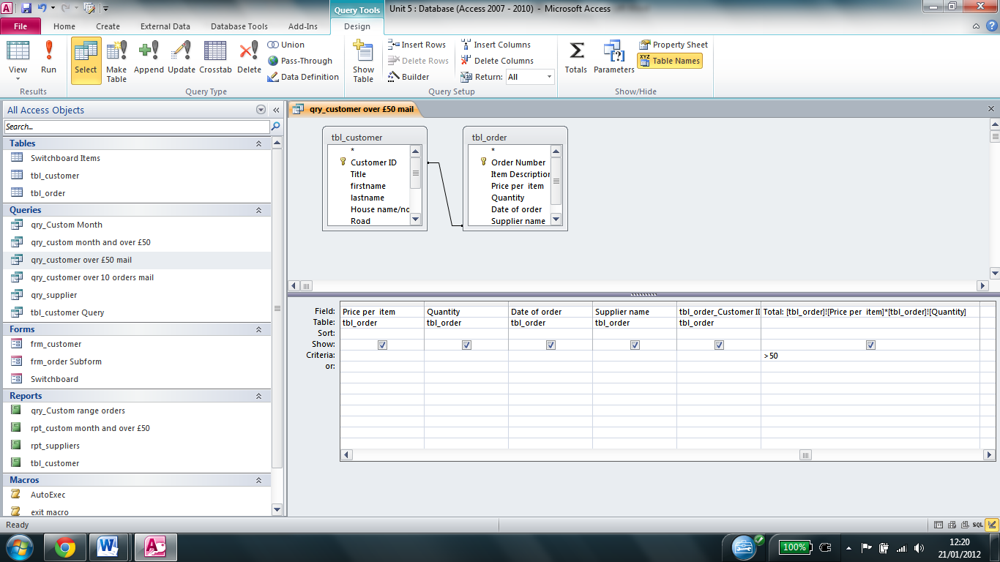 Query Tools
Unit 5 : Database (Access 2007 - 2010) - Microsoft Access
File Home Create External Data Database Tools Add-Ins Design
View
Run
Results
Select
Make Table
Append
Update
Crosstab
Delete
Union
Pass-Through
Data Definition
Query Type
Show Table
Insert Rows
Delete Rows
Builder
Insert Columns
Delete Columns
Return: All
Query Setup
Totals
Parameters
Property Sheet
XYZ Table Names
Show/Hide
All Access Objects
Search...
Tables
Switchboard Items
tbl_customer
tbl_order
Queries
qry_Custom Month
qry_custom month and over £50
qry_customer over £50 mail
qry_customer over 10 orders mail
qry_supplier
tbl_customer Query
Forms
frm_customer
frm_order Subform
Switchboard
Reports
qry_Custom range orders
rpt_custom month and over £50
rpt_suppliers
tbl_customer
Macros
AutoExec
exit macro
qry_customer over £50 mail
tbl_customer
*
Customer ID
Title
firstname
lastname
House name/no
Road
tbl_order
*
Order Number
Item Description
Price per item
Quantity
Date of order
Supplier name
Field: Price per item Quantity Date of order Supplier name tbl_order_Customer ID Total: [tbl_order]![Price per item]*[tbl_order]![Quantity]
Table: tbl_order tbl_order tbl_order tbl_order tbl_order
Sort:
Show:
Criteria: >50
or:
Ready
SQL
100%
12:20
21/01/2012